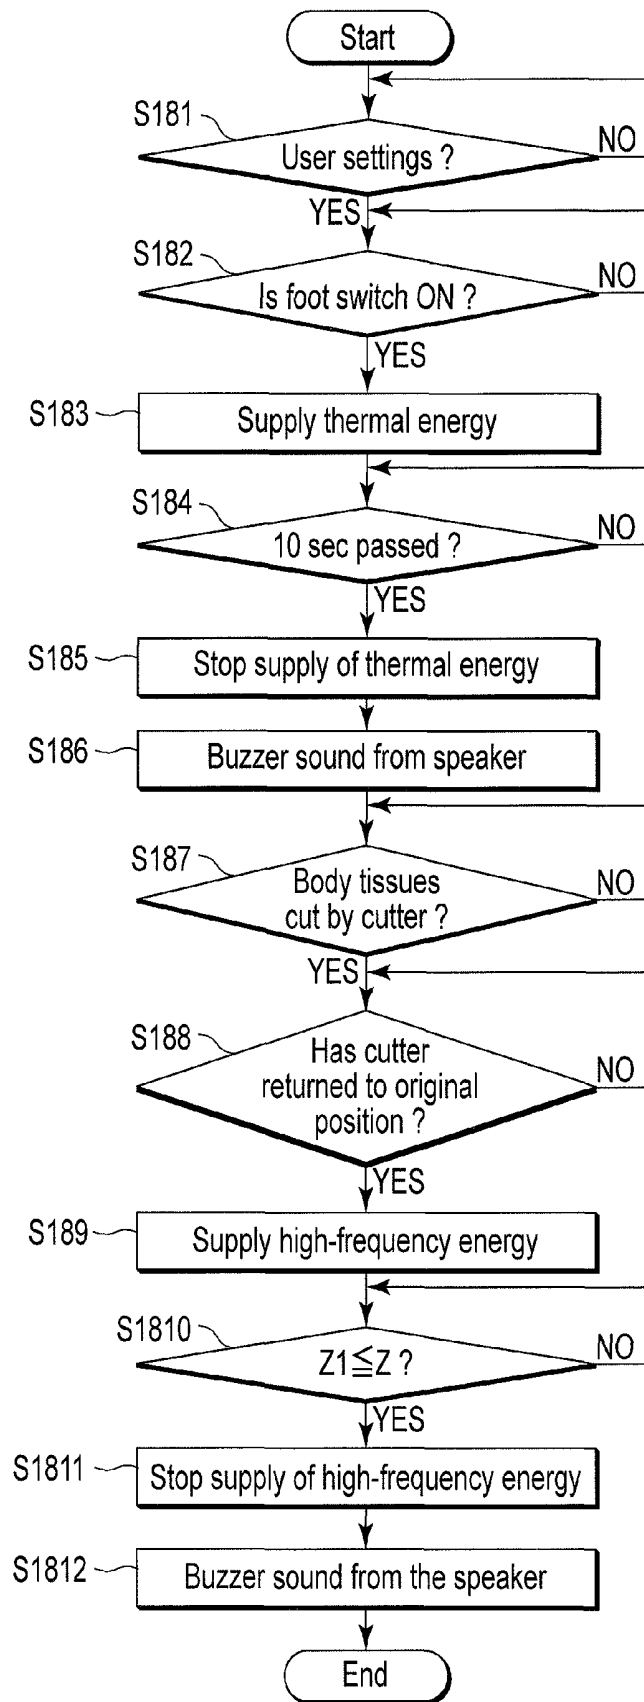 Start
S181
User settings ?
NO
YES
S182
Is foot switch ON ?
NO
YES
S183
Supply thermal energy
S184
10 sec passed ?
NO
YES
S185
Stop supply of thermal energy
S186
Buzzer sound from speaker
S187
Body tissues
cut by cutter ?
NO
YES
S188
Has cutter
returned to original
position ?
NO
YES
S189
Supply high-frequency energy
S1810
Z1≦Z ?
NO
YES
S1811
Stop supply of high-frequency energy
S1812
Buzzer sound from the speaker
End